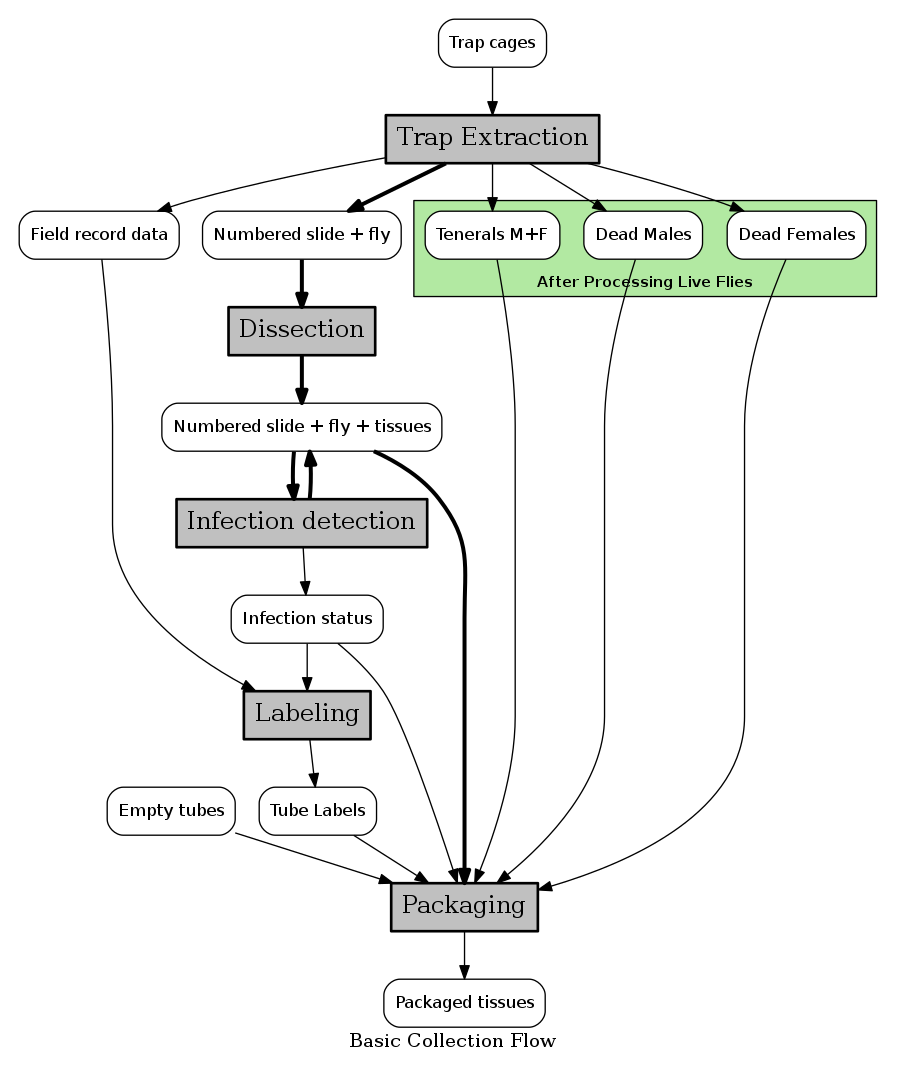 Trap cages
Trap Extraction
Field record data
Numbered slide + fly
Tenerals M+F
Dead Males
Dead Females
After Processing Live Flies
Dissection
Numbered slide + fly + tissues
Infection detection
Infection status
Labeling
Empty tubes
Tube Labels
Packaging
Packaged tissues
Basic Collection Flow